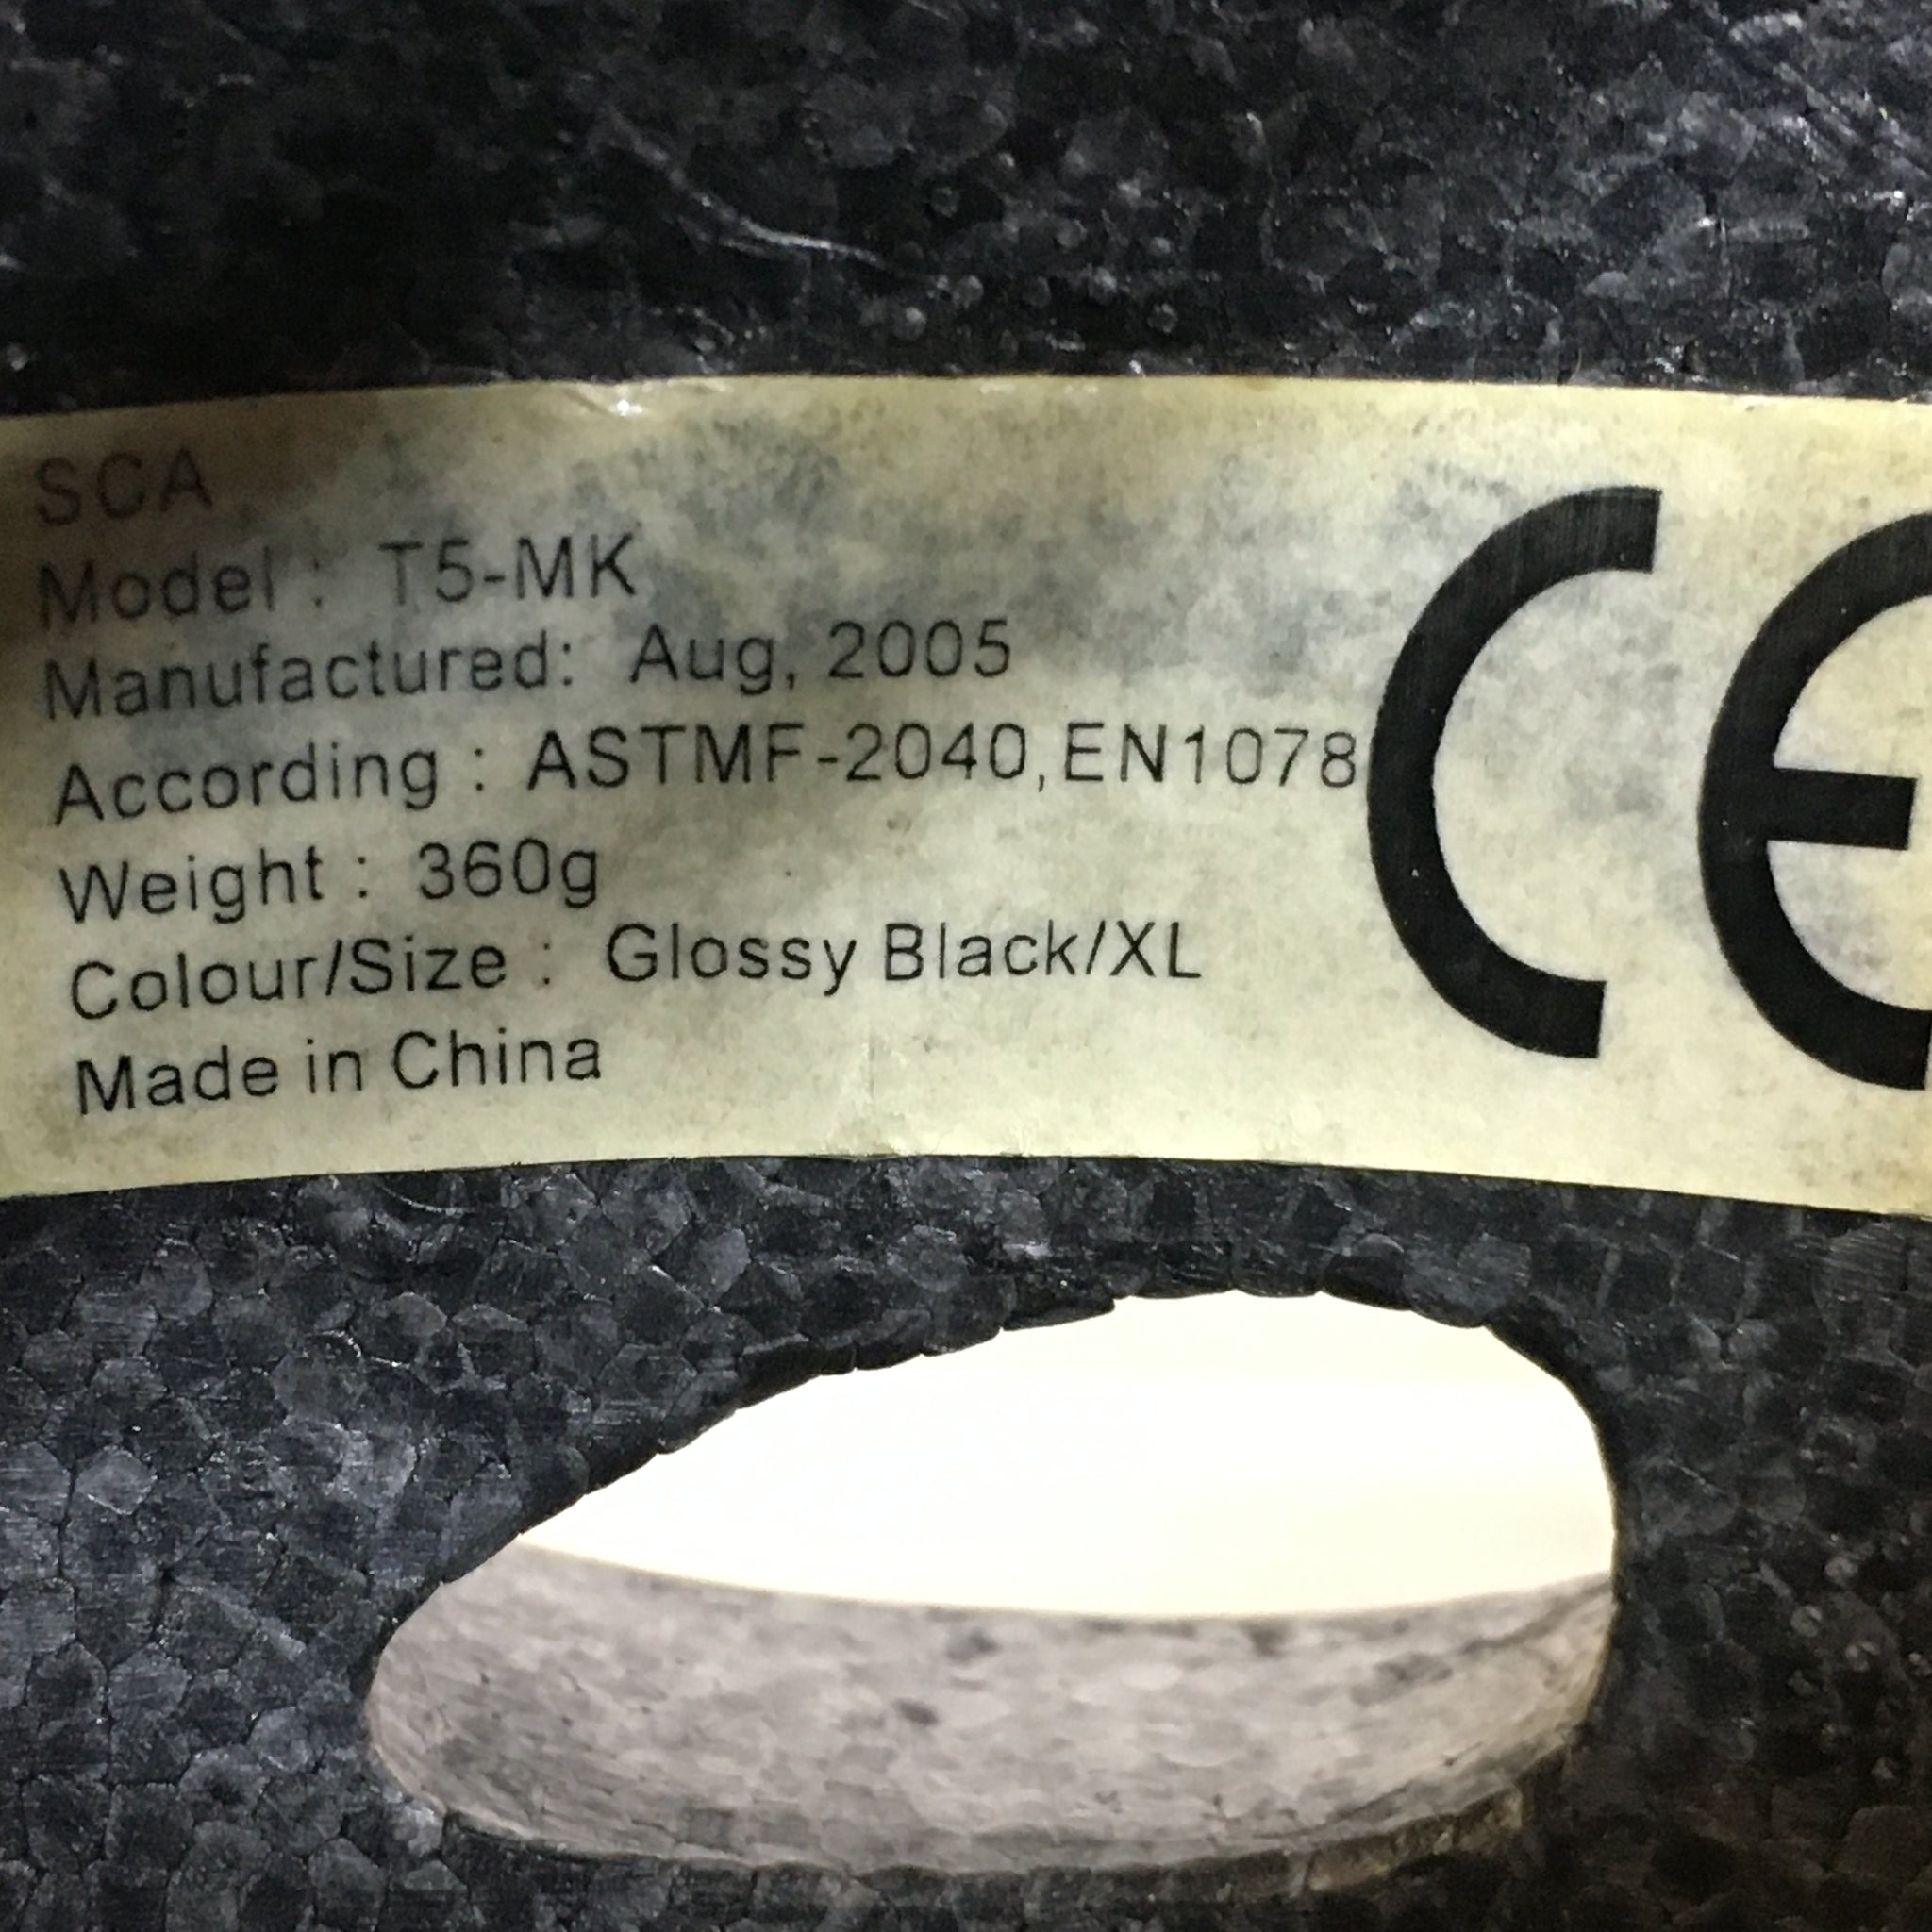 SCA
Model : T5-MK
Manufactured: Aug, 2005
According : ASTMF-2040,EN1078
Weight : 360g
Colour/Size : Glossy Black/XL
Made in China
CE